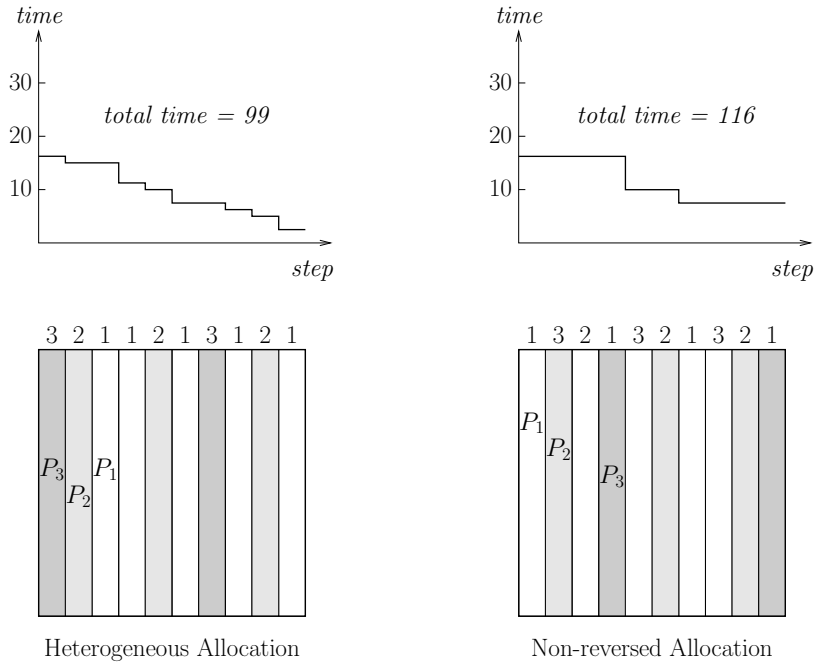 time time
30 30
total time = 99 total time = 116
20 20
10 10
step step
3 2 1 1 2 1 3 1 2 1 1 3 2 1 3 2 1 3 2 1
P1
P2
P3 P1 P3
P2
Heterogeneous Allocation Non-reversed Allocation